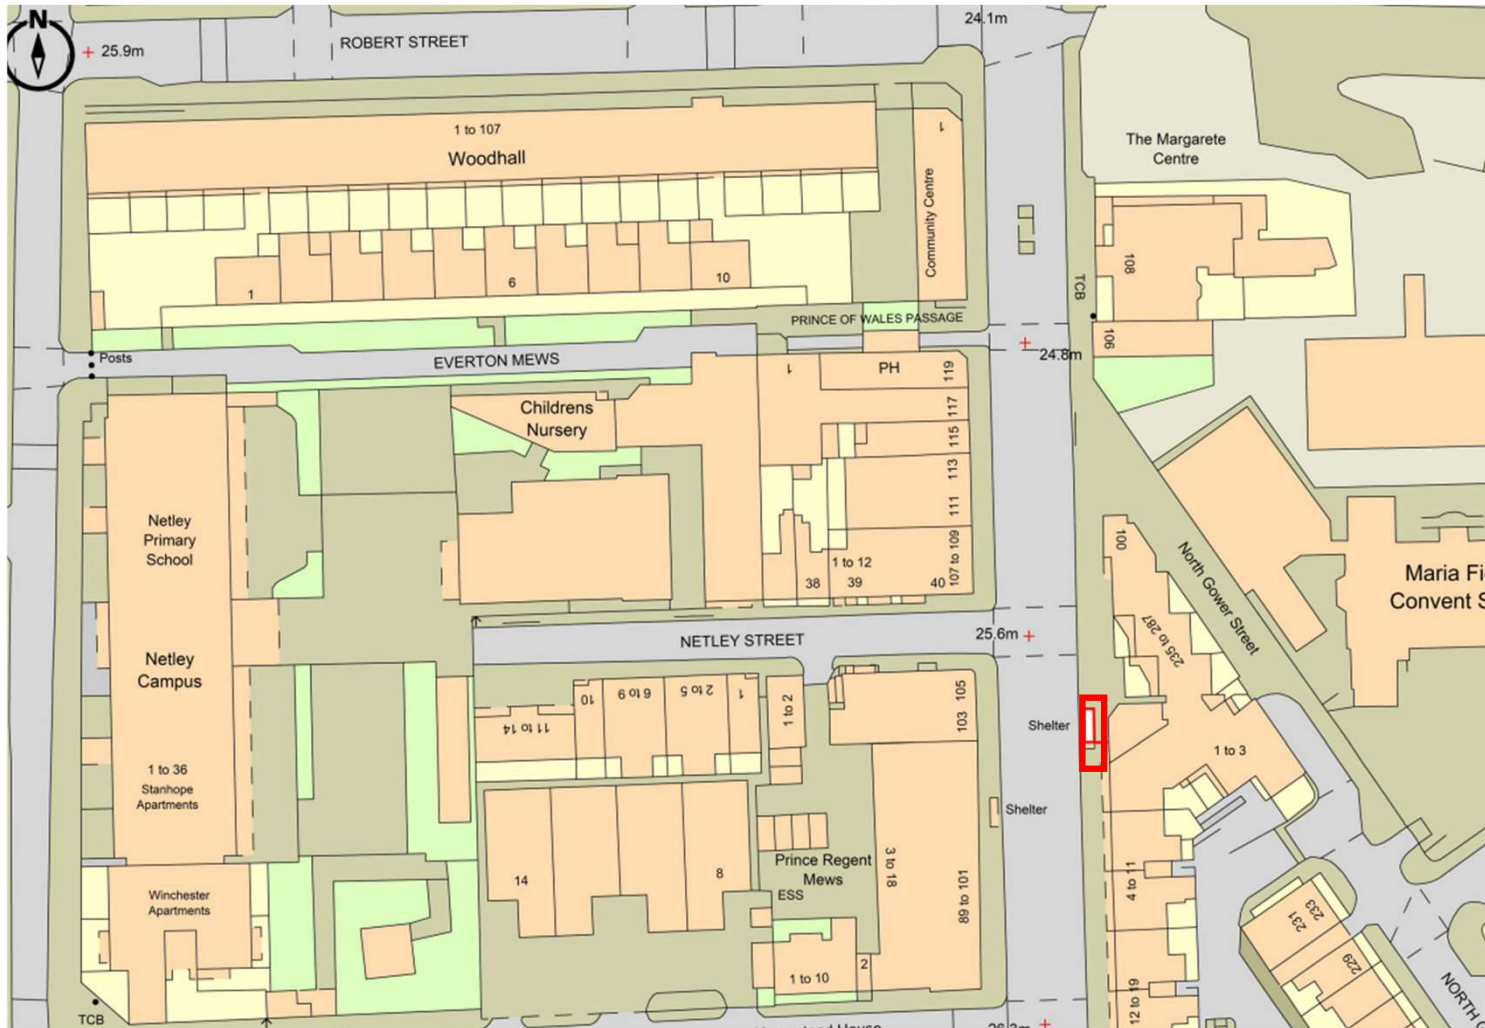 N
25.9m
ROBERT STREET
24.1m
1 to 107
Woodhall
1
Community Centre
The Margarete
Centre
TCB
108
1
6
10
PRINCE OF WALES PASSAGE
106
Posts
EVERTON MEWS
24.8m
1
PH
119
Childrens
Nursery
117
115
113
111
107 to 109
Netley
Primary
School
38
1 to 12
39
40
100
North Gower Street
Maria Fi
Convent S
NETLEY STREET
25.6m
235 to 287
Netley
Campus
10
6 to 9
2 to 5
1
1 to 2
105
103
11 to 14
Shelter
1 to 3
1 to 36
Stanhope
Apartments
Shelter
14
8
Prince Regent
Mews
ESS
3 to 18
89 to 101
4 to 11
Winchester
Apartments
231
233
229
1 to 10
2
12 to 19
NORTH
TCB